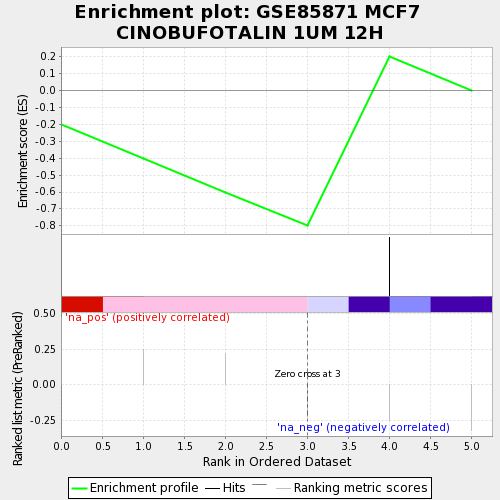 Enrichment plot: GSE85871 MCF7
CINOBUFOTALIN 1UM 12H
Enrichment score (ES)
0.2
0.1
0.0
-0.1
-0.2
-0.3
-0.4
-0.5
-0.6
-0.7
-0.8
Ranked list metric (PreRanked)
0.50
0.25
0.00
-0.25
'na_pos' (positively correlated)
Zero cross at 3
'na_neg' (negatively correlated)
0.0 0.5 1.0 1.5 2.0 2.5 3.0 3.5 4.0 4.5 5.0
Rank in Ordered Dataset
Enrichment profile Hits Ranking metric scores